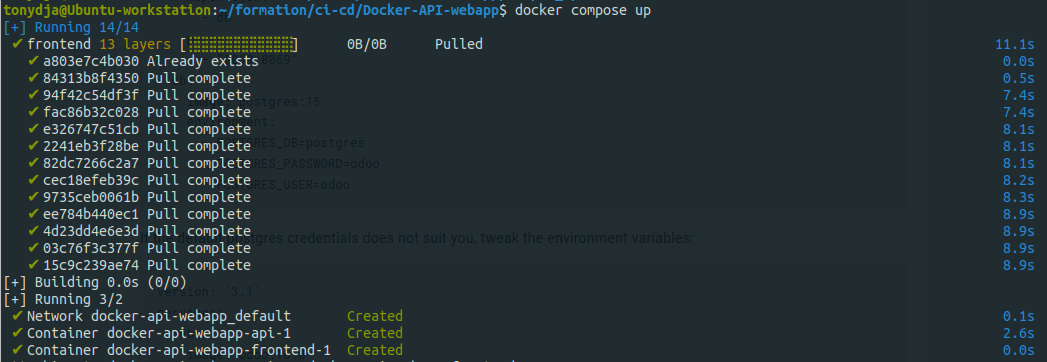 tonydja@Ubuntu-workstation:~/formation/ci-cd/Docker-API-webapp$ docker compose up
[+] Running 14/14
✔ frontend 13 layers [⣿⣿⣿⣿⣿⣿⣿⣿⣿⣿⣿⣿⣿] 0B/0B Pulled 11.1s
✔ a803e7c4b030 Already exists 0.0s
✔ 84313b8f4350 Pull complete 0.5s
✔ 94f42c54df3f Pull complete 7.4s
✔ fac86b32c028 Pull complete 7.4s
✔ e326747c51cb Pull complete 8.1s
✔ 2241eb3f28be Pull complete 8.1s
✔ 82dc7266c2a7 Pull complete 8.1s
✔ cec18efeb39c Pull complete 8.2s
✔ 9735ceb0061b Pull complete 8.3s
✔ ee784b440ec1 Pull complete 8.9s
✔ 4d23dd4e6e3d Pull complete 8.9s
✔ 03c76f3c377f Pull complete 8.9s
✔ 15c9c239ae74 Pull complete 8.9s
[+] Building 0.0s (0/0)
[+] Running 3/2
✔ Network docker-api-webapp_default Created 0.1s
✔ Container docker-api-webapp-api-1 Created 2.6s
✔ Container docker-api-webapp-frontend-1 Created 0.0s